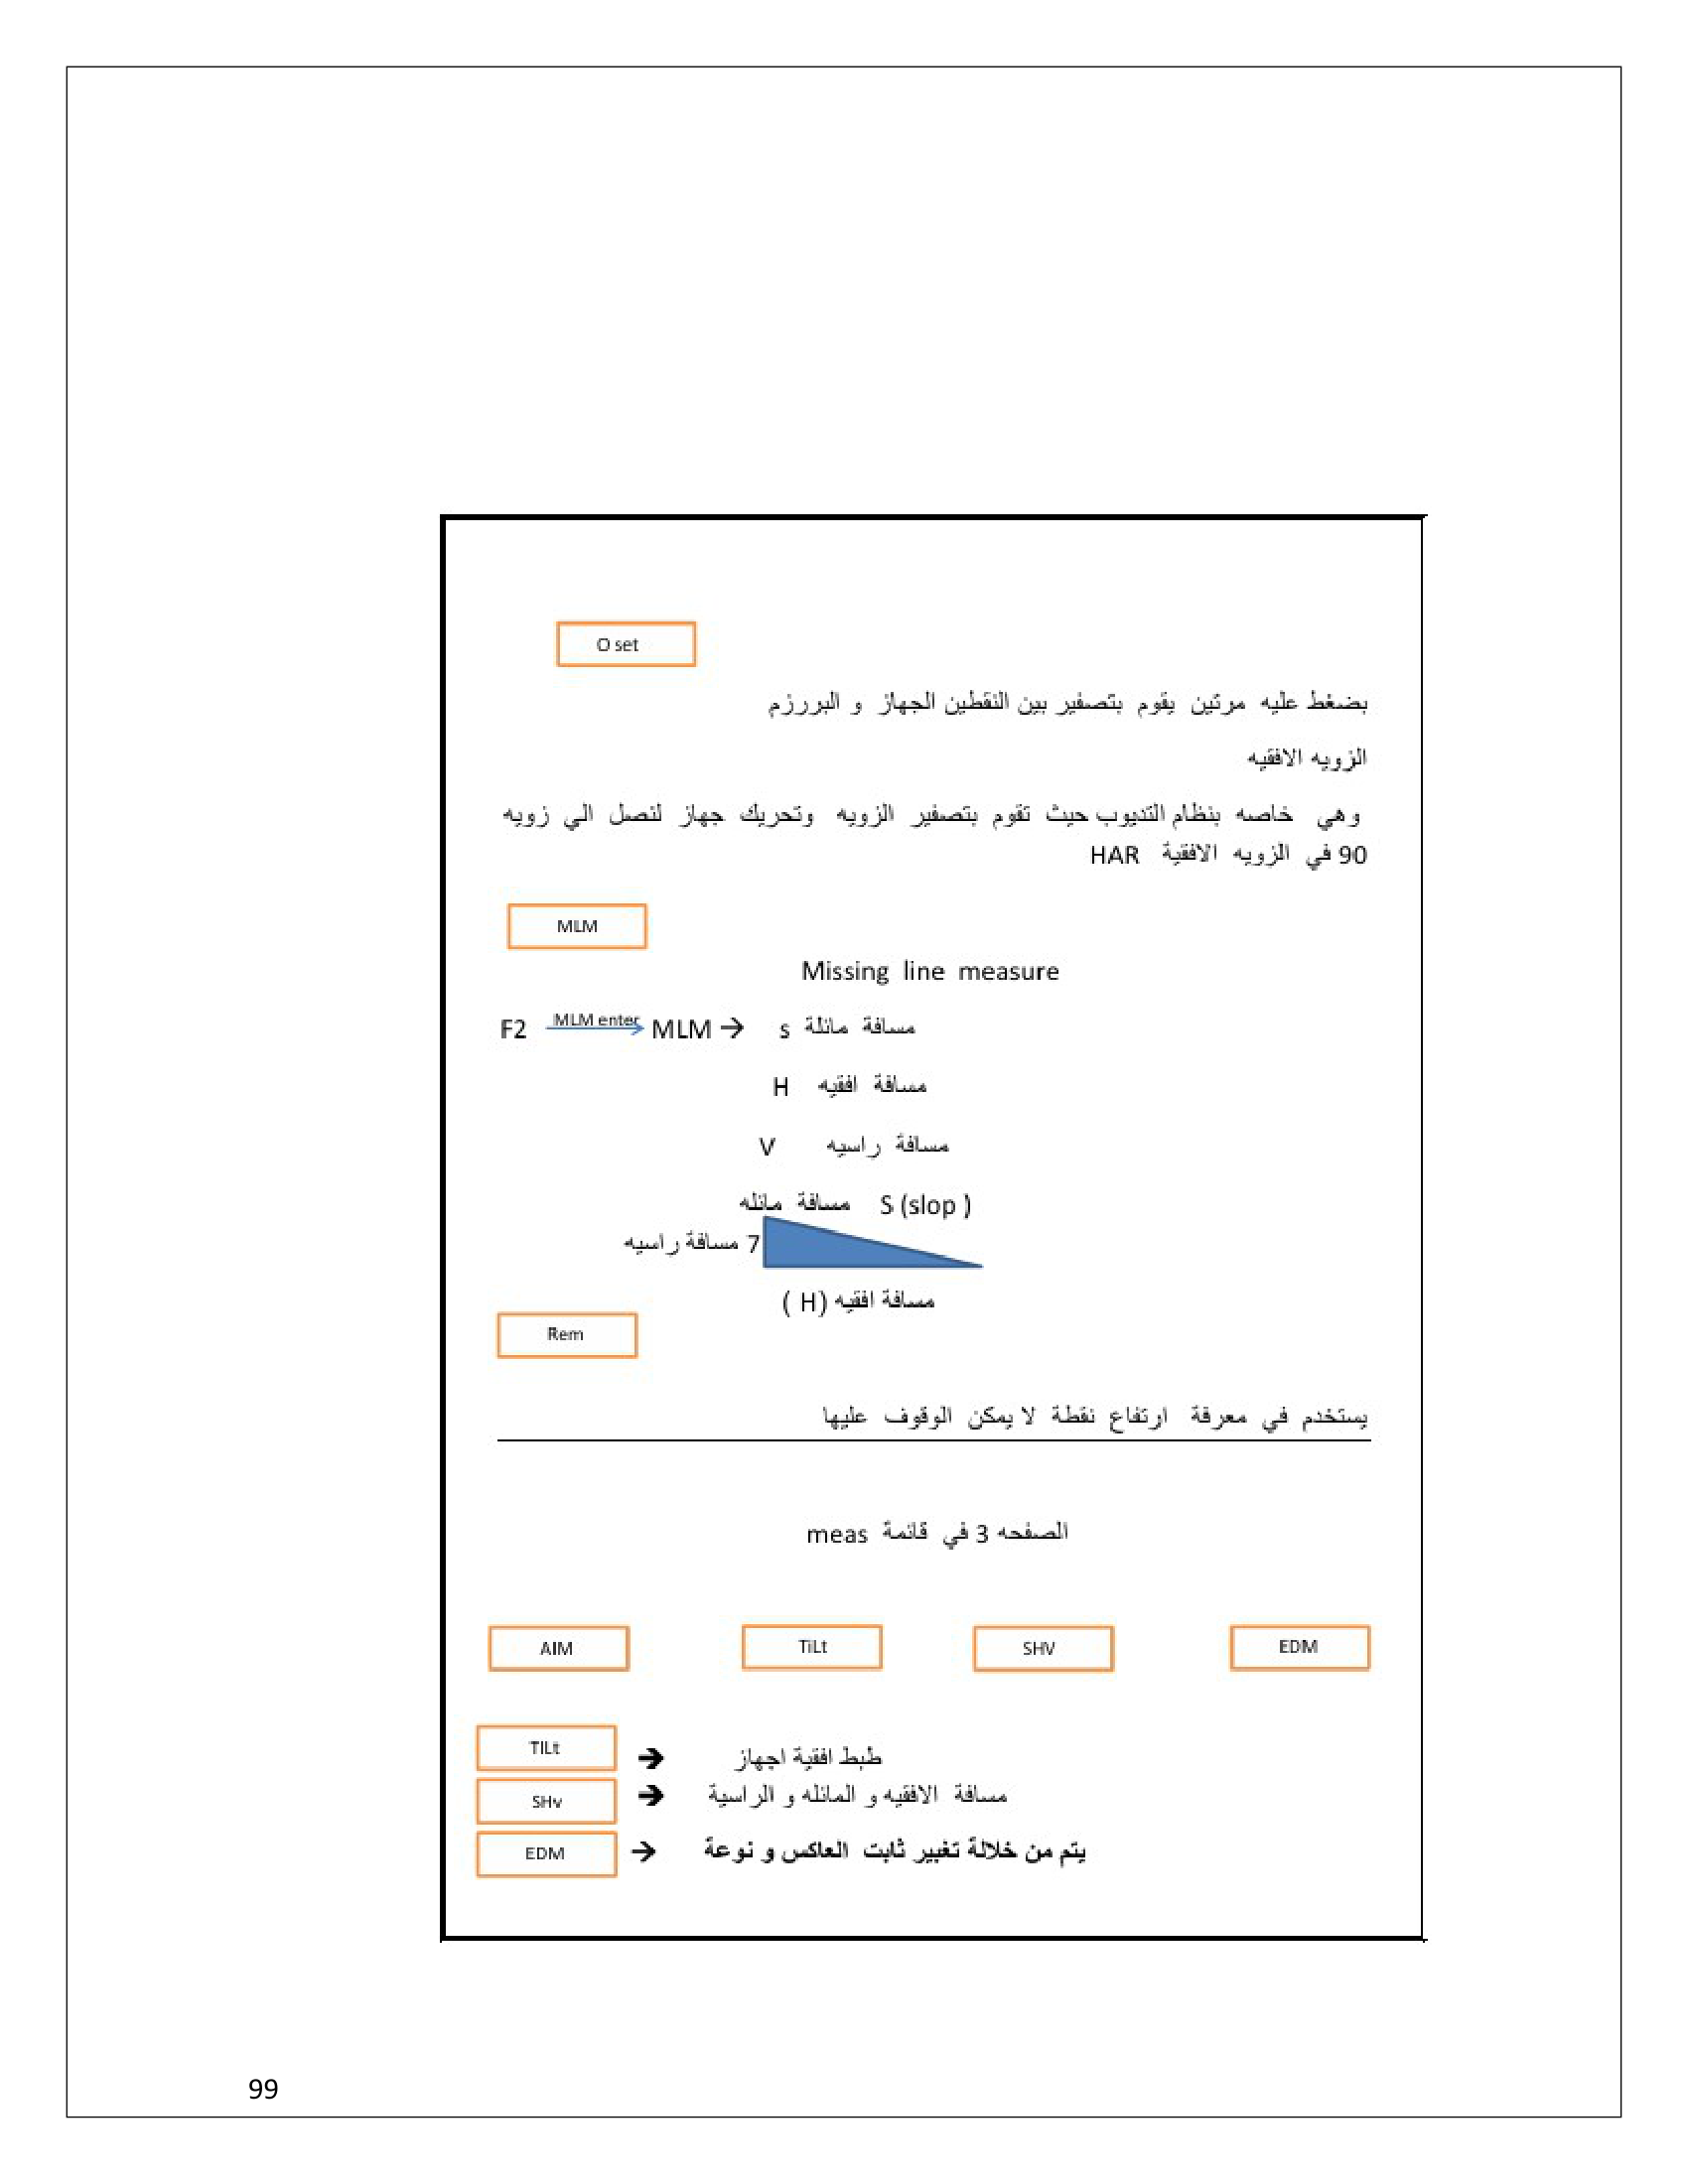 O set
بضغط عليه مرتين يقوم بتصفير بين النقطين الجهاز و البررزم
الزويه الافقيه
وهي خاصه بنظام التديوب حيث تقوم بتصفير الزويه وتحريك جهاز لنصل الي زويه
90 في الزويه الافقية HAR
MLM
Missing line measure
F2 MLM enter MLM → s مسافة مائلة
H مسافة افقيه
V مسافة راسيه
مسافة مائله S (slop )
7 مسافة راسيه
مسافة افقيه (H )
Rem
يستخدم في معرفة ارتفاع نقطة لا يمكن الوقوف عليها
الصفحه 3 في قائمة meas
AIM TiLt SHV EDM
TILt → طبط افقية اجهاز
SHv → مسافة الافقيه و المائله و الراسية
EDM → يتم من خلالة تغيير ثابت العاكس و نوعة
99